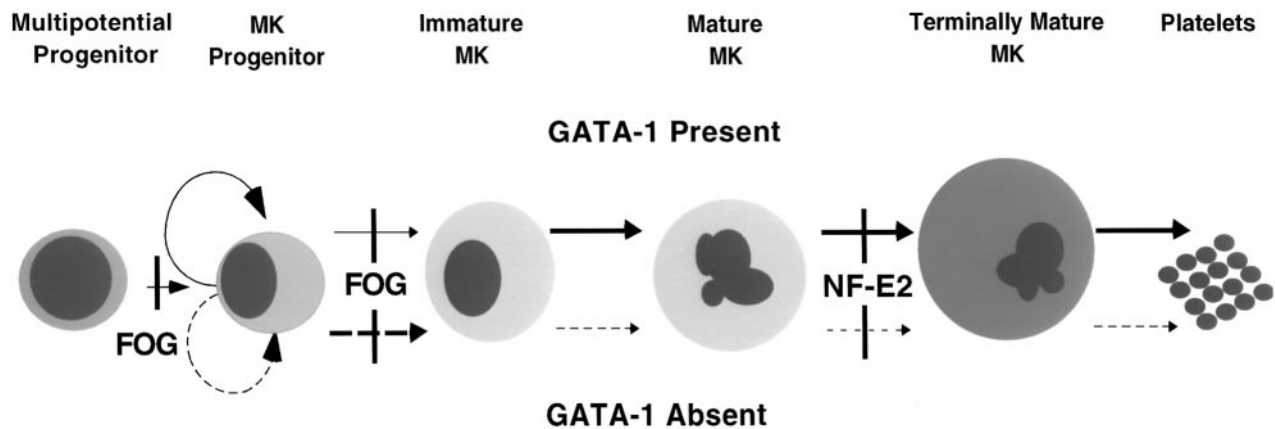 Multipotential
Progenitor
MK
Progenitor
Immature
MK
Mature
MK
Terminally Mature
MK
Platelets
GATA-1 Present
FOG
FOG
NF-E2
GATA-1 Absent